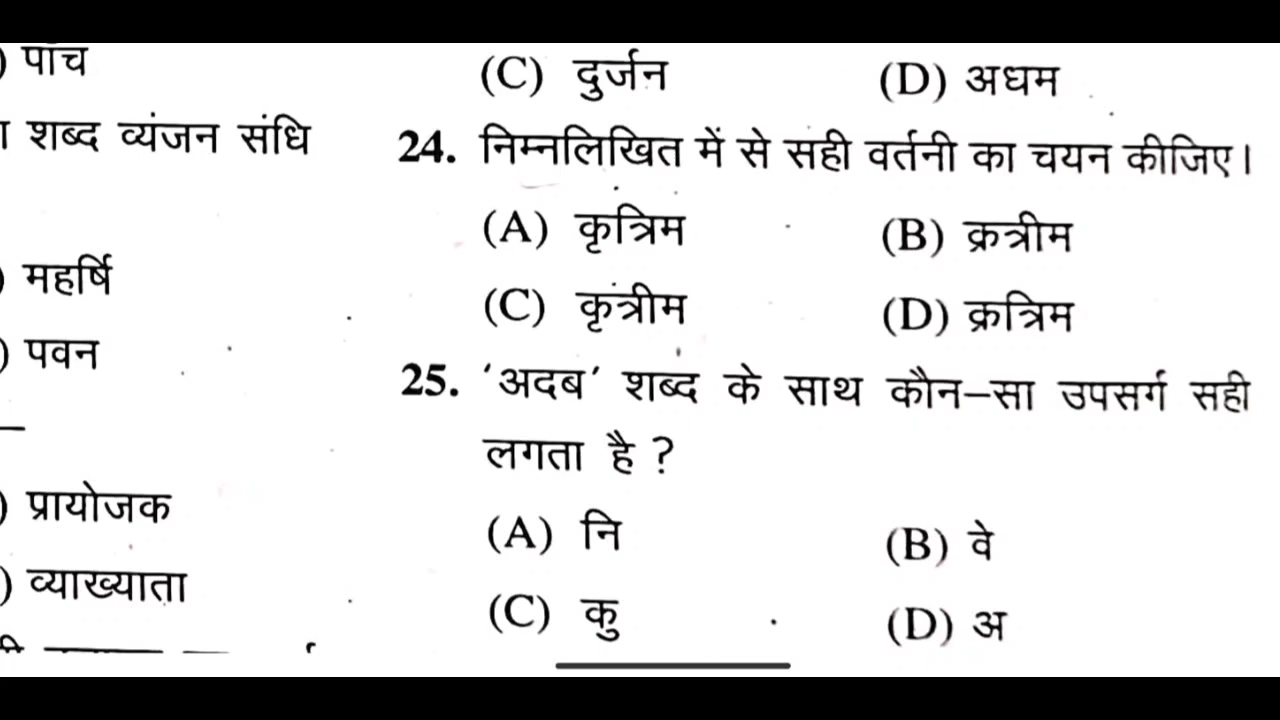 ) पांच
ा शब्द व्यंजन संधि
) महर्षि
) पवन
) प्रायोजक
) व्याख्याता
(C) दुर्जन (D) अधम
24. निम्नलिखित में से सही वर्तनी का चयन कीजिए।
(A) कृत्रिम (B) क्रत्रीम
(C) कृत्रीम (D) क्रत्रिम
25. ‘अदब’ शब्द के साथ कौन–सा उपसर्ग सही
लगता है ?
(A) नि (B) वे
(C) कु (D) अ